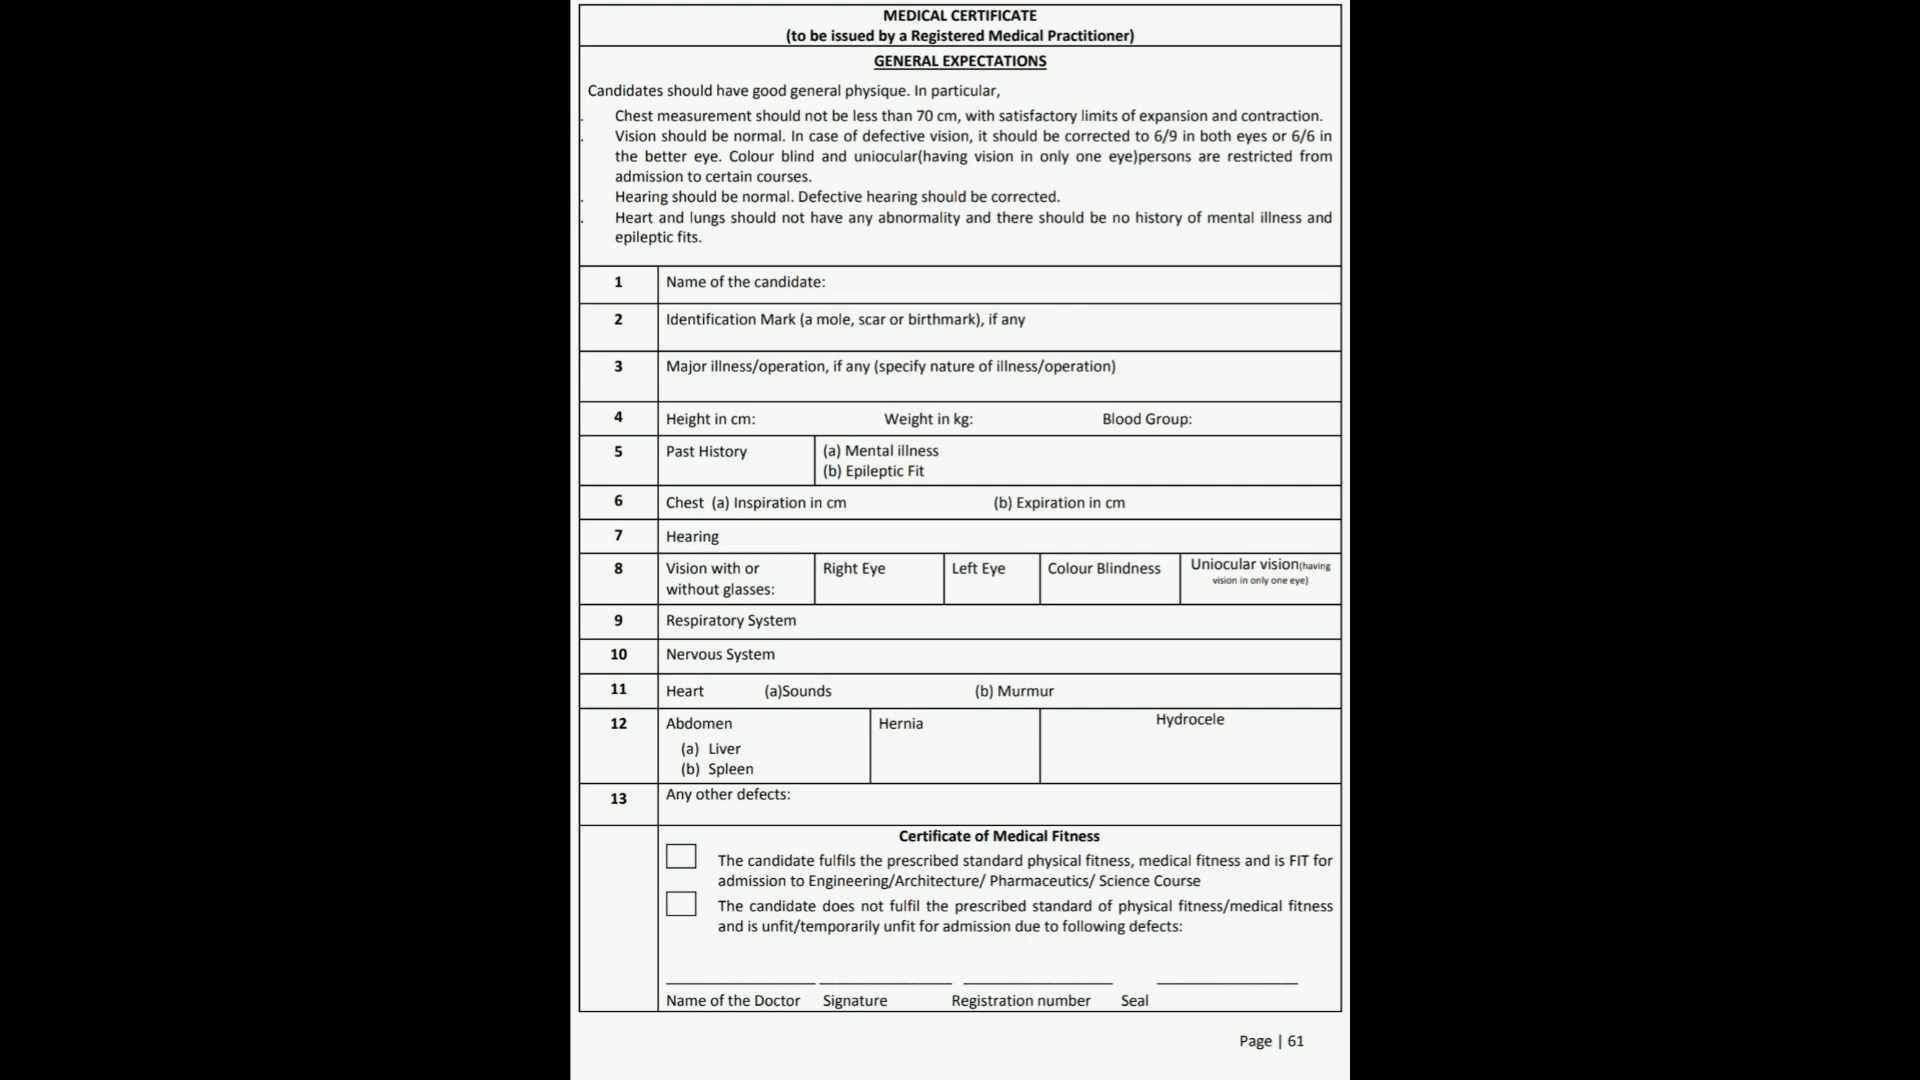 MEDICAL CERTIFICATE
(to be issued by a Registered Medical Practitioner)
GENERAL EXPECTATIONS
Candidates should have good general physique. In particular,
. Chest measurement should not be less than 70 cm, with satisfactory limits of expansion and contraction.
. Vision should be normal. In case of defective vision, it should be corrected to 6/9 in both eyes or 6/6 in
the better eye. Colour blind and uniocular(having vision in only one eye)persons are restricted from
admission to certain courses.
. Hearing should be normal. Defective hearing should be corrected.
. Heart and lungs should not have any abnormality and there should be no history of mental illness and
epileptic fits.
1 Name of the candidate:
2 Identification Mark (a mole, scar or birthmark), if any
3 Major illness/operation, if any (specify nature of illness/operation)
4 Height in cm: Weight in kg: Blood Group:
5 Past History (a) Mental illness
(b) Epileptic Fit
6 Chest (a) Inspiration in cm (b) Expiration in cm
7 Hearing
8 Vision with or without glasses: Right Eye Left Eye Colour Blindness Uniocular vision(having vision in only one eye)
9 Respiratory System
10 Nervous System
11 Heart (a)Sounds (b) Murmur
12 Abdomen Hernia Hydrocele
(a) Liver
(b) Spleen
13 Any other defects:
Certificate of Medical Fitness
The candidate fulfils the prescribed standard physical fitness, medical fitness and is FIT for
admission to Engineering/Architecture/ Pharmaceutics/ Science Course
The candidate does not fulfil the prescribed standard of physical fitness/medical fitness
and is unfit/temporarily unfit for admission due to following defects:
Name of the Doctor Signature Registration number Seal
Page | 61